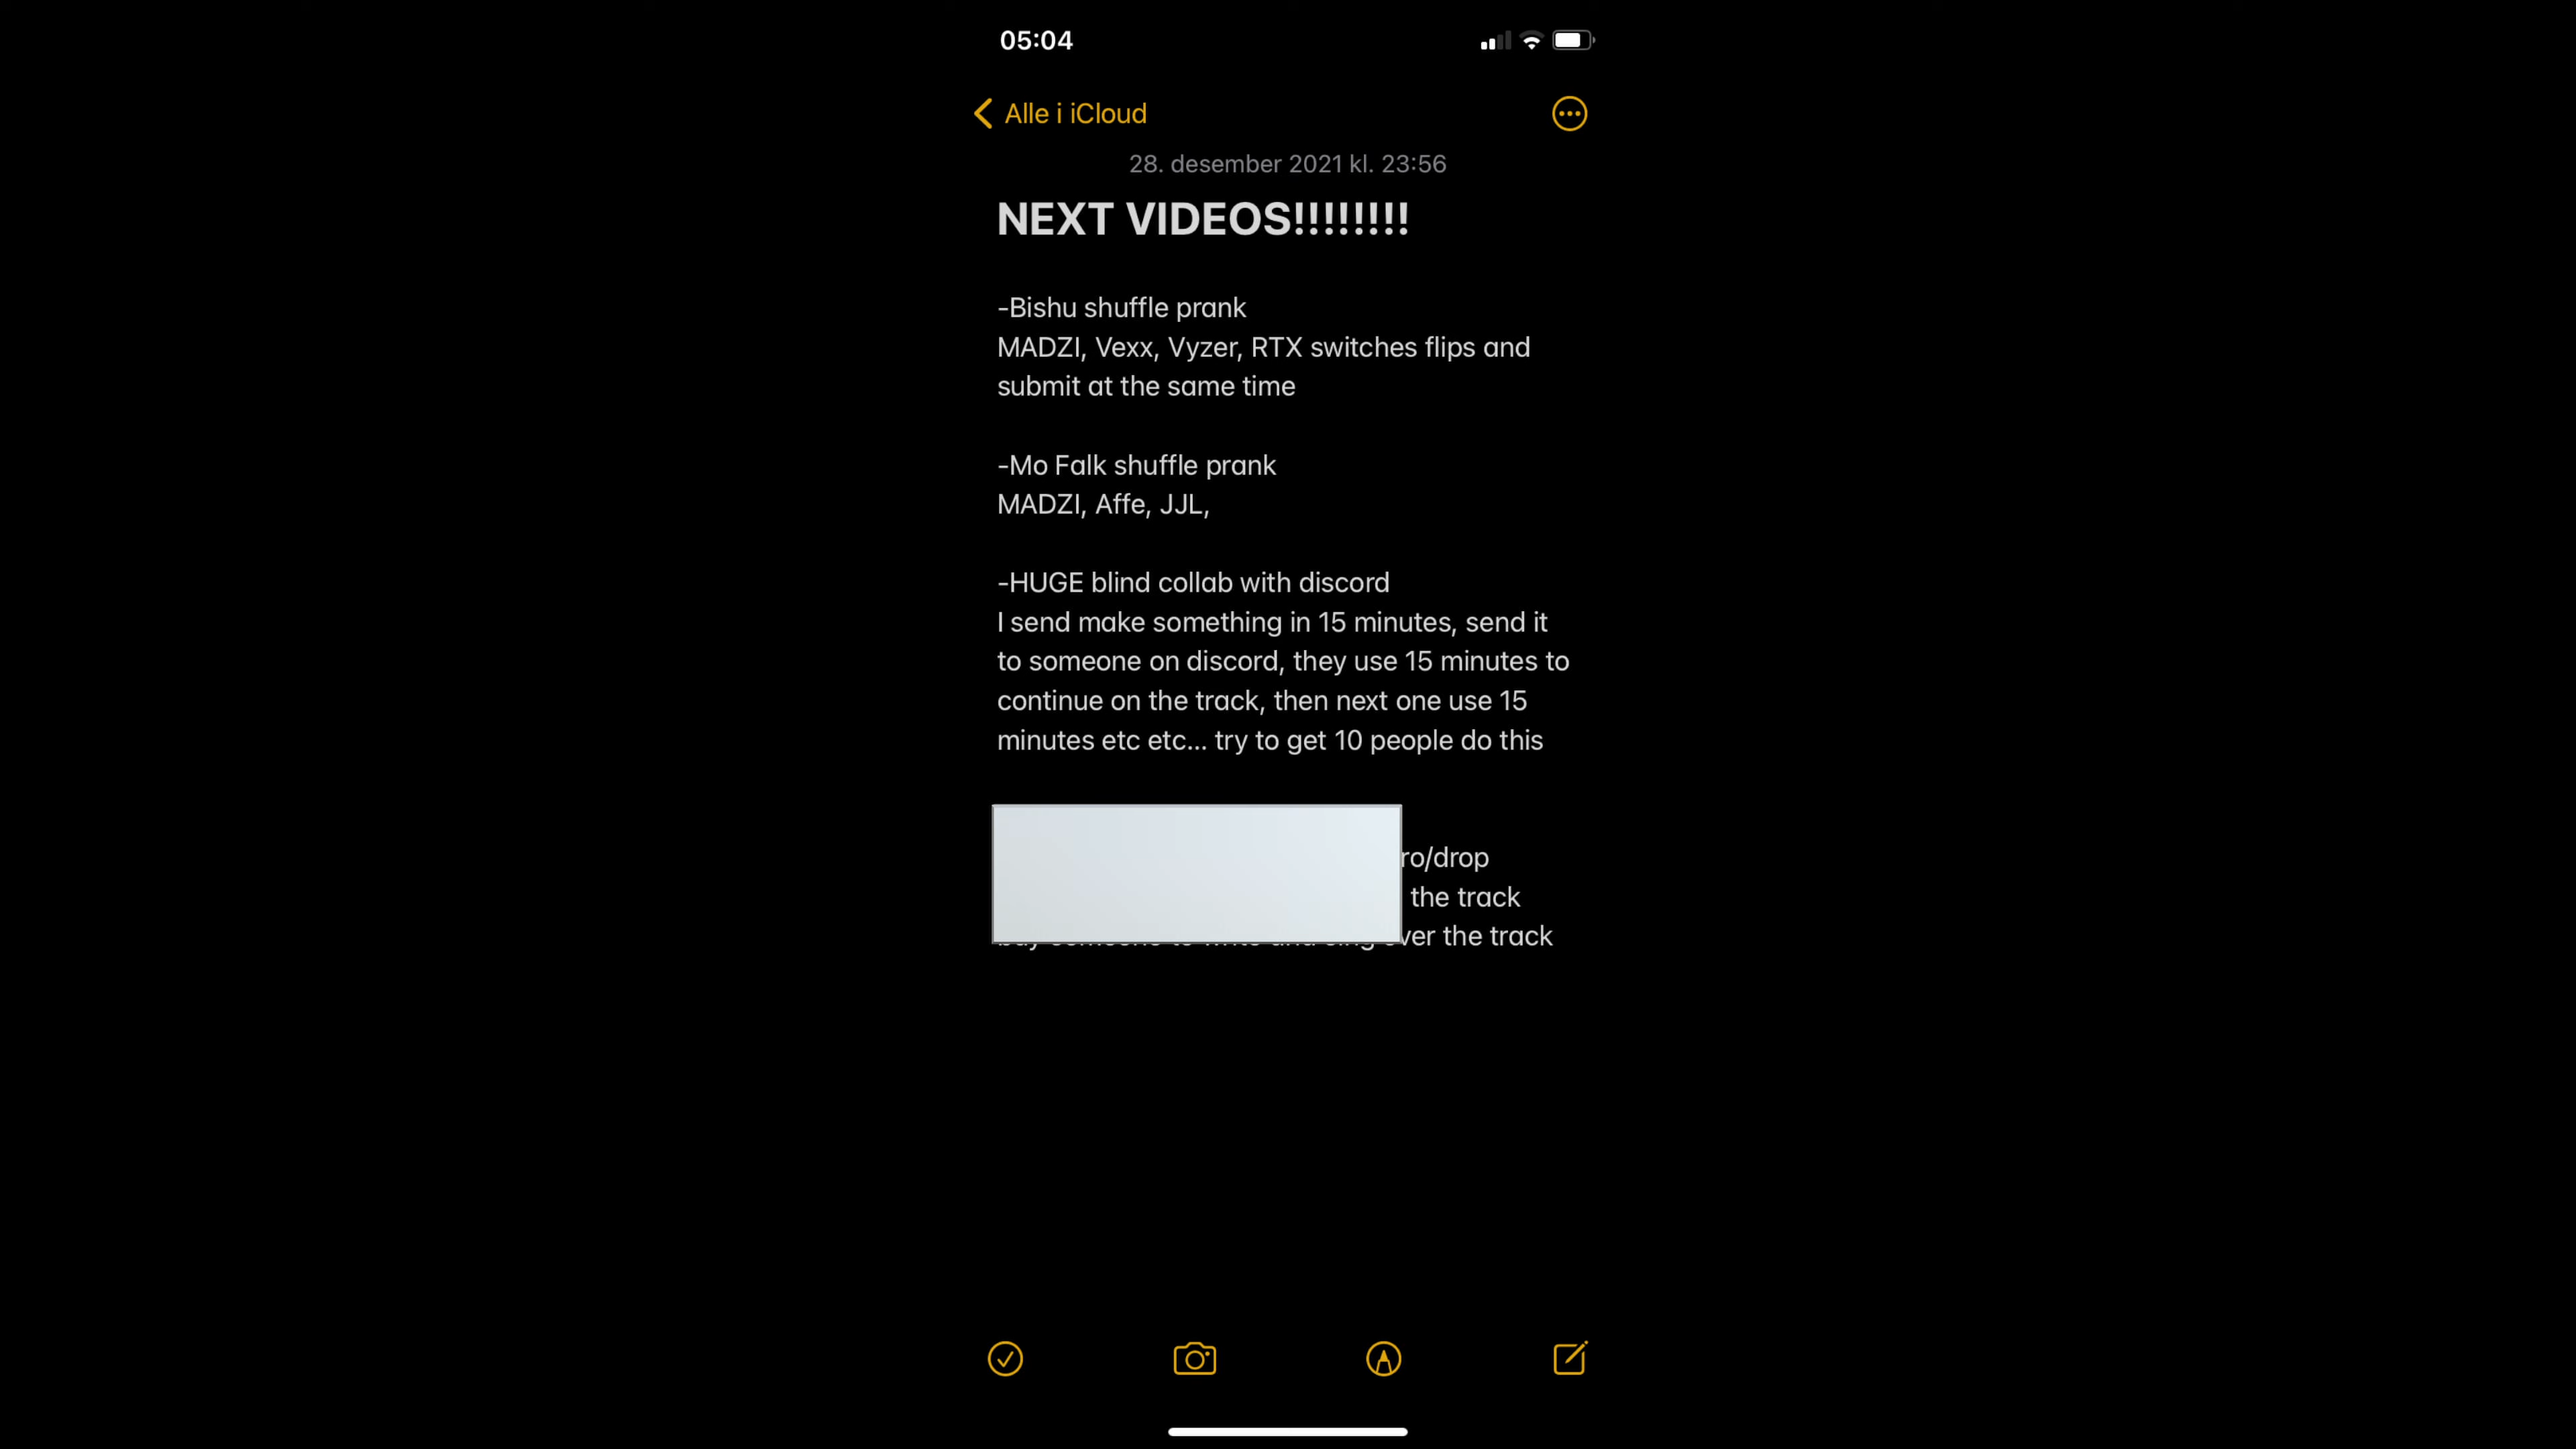 05:04
Alle i iCloud
28. desember 2021 kl. 23:56
NEXT VIDEOS!!!!!!!!
-Bishu shuffle prank
MADZI, Vexx, Vyzer, RTX switches flips and
submit at the same time
-Mo Falk shuffle prank
MADZI, Affe, JJL,
-HUGE blind collab with discord
I send make something in 15 minutes, send it
to someone on discord, they use 15 minutes to
continue on the track, then next one use 15
minutes etc etc... try to get 10 people do this
ro/drop
the track
over the track